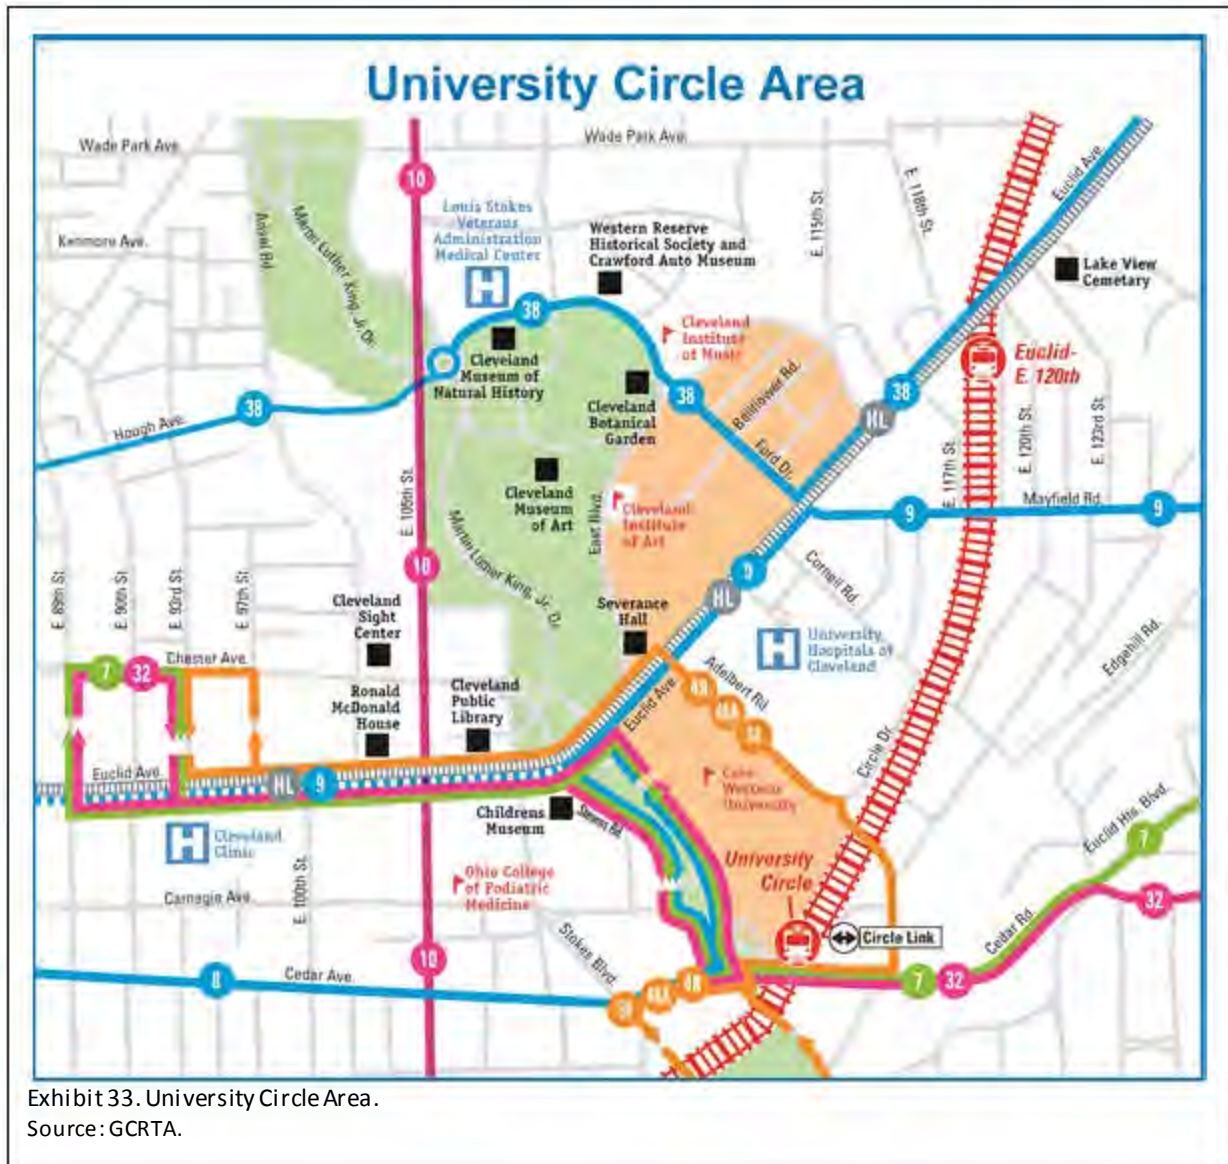 University Circle Area
Wade Park Ave.
Wade Park Ave.
10
Euclid Ave.
E. 118th St.
E. 115th St.
Louis Stokes
Veterans
Administration
Medical Center
H
Western Reserve
Historical Society and
Crawford Auto Museum
Ansel Rd.
Martin Luther King, Jr. Dr.
Kenmore Ave.
Lake View
Cemetary
38
Cleveland
Institute
of Music
Cleveland
Museum of
Natural History
Euclid-
E. 120th
Bellflower Rd.
38
38
38
HL
Cleveland
Botanical
Garden
Hough Ave.
Ford Dr.
E. 120th St.
E. 123rd St.
E. 117th St.
E. 105th St.
Cleveland
Museum
of Art
East Blvd.
Cleveland
Institute
of Art
Mayfield Rd.
9
9
Martin Luther King, Jr. Dr.
10
9
HL
Cornell Rd.
E. 89th St.
E. 90th St.
E. 93rd St.
E. 97th St.
Cleveland
Sight
Center
Severance
Hall
H
University
Hospitals of
Cleveland
Edgehill Rd.
Chester Ave.
7
32
Ronald
McDonald
House
Cleveland
Public
Library
Adelbert Rd.
Euclid Ave.
Circle Dr.
Euclid Ave.
HL
9
Case
Western
University
Childrens
Museum
Stearns Rd.
H
Cleveland
Clinic
Euclid Hts. Blvd.
7
University
Circle
Ohio College
of Podiatric
Medicine
Carnegie Ave.
E. 100th St.
32
Circle Link
Cedar Rd.
Stokes Blvd.
10
8
Cedar Ave.
7
32
Exhibit 33. University Circle Area.
Source: GCRTA.